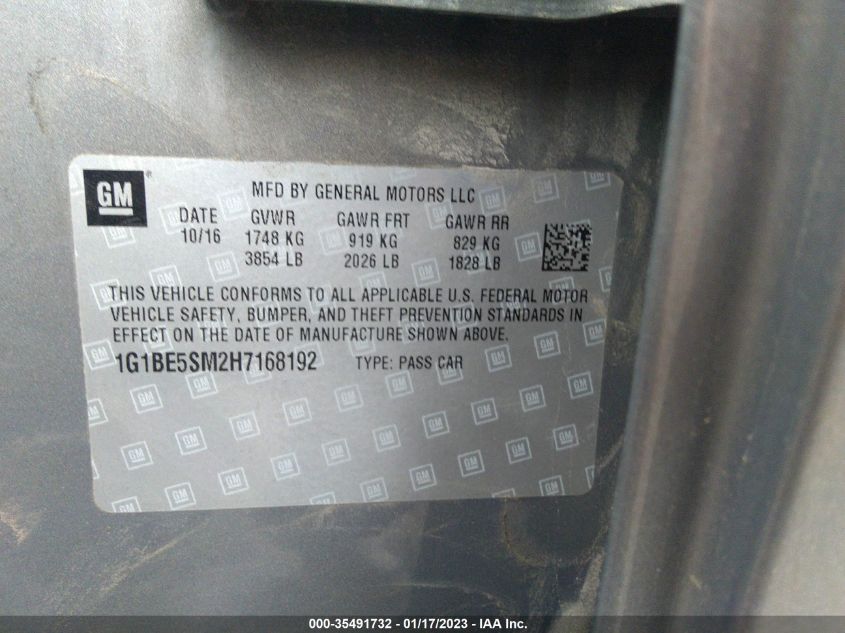 GM
MFD BY GENERAL MOTORS LLC
DATE GVWR GAWR FRT GAWR RR
10/16 1748 KG 919 KG 829 KG
3854 LB 2026 LB 1828 LB
THIS VEHICLE CONFORMS TO ALL APPLICABLE U.S. FEDERAL MOTOR
VEHICLE SAFETY, BUMPER, AND THEFT PREVENTION STANDARDS IN
EFFECT ON THE DATE OF MANUFACTURE SHOWN ABOVE.
1G1BE5SM2H7168192 TYPE: PASS CAR
000-35491732 - 01/17/2023 - IAA Inc.